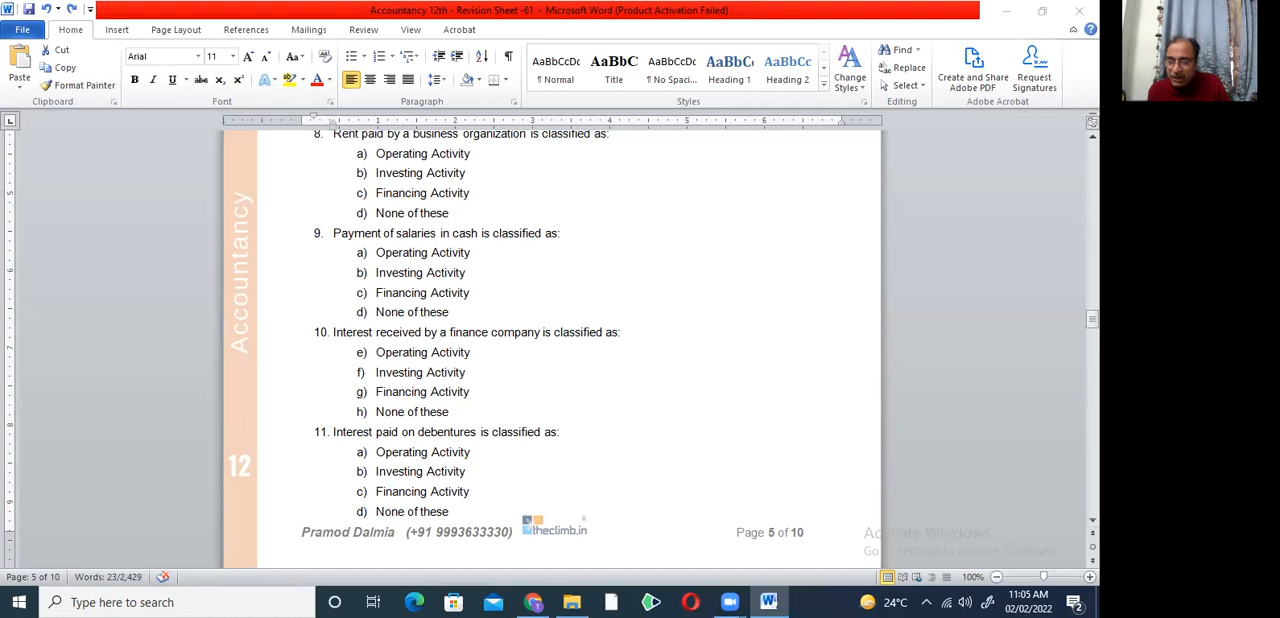 Accountancy 12th - Revision Sheet -61 - Microsoft Word (Product Activation Failed)
File Home Insert Page Layout References Mailings Review View Acrobat
Paste
Cut
Copy
Format Painter
Clipboard
Arial 11
Font
Paragraph
AaBbCcDc AaBbC AaBbCcDc AaBbCc AaBbCc
¶ Normal Title ¶ No Spaci... Heading 1 Heading 2
Styles
Change Styles
Find
Replace
Select
Editing
Create and Share Adobe PDF
Request Signatures
Adobe Acrobat
8. Rent paid by a business organization is classified as:
a) Operating Activity
b) Investing Activity
c) Financing Activity
d) None of these
9. Payment of salaries in cash is classified as:
a) Operating Activity
b) Investing Activity
c) Financing Activity
d) None of these
10. Interest received by a finance company is classified as:
e) Operating Activity
f) Investing Activity
g) Financing Activity
h) None of these
11. Interest paid on debentures is classified as:
a) Operating Activity
b) Investing Activity
c) Financing Activity
d) None of these
Accountancy
12
Pramod Dalmia (+91 9993633330) theclimb.in Page 5 of 10
Activate Windows
Go to Settings to activate Windows.
Page: 5 of 10 Words: 23/2,429 100%
Type here to search
24°C
11:05 AM
02/02/2022
2